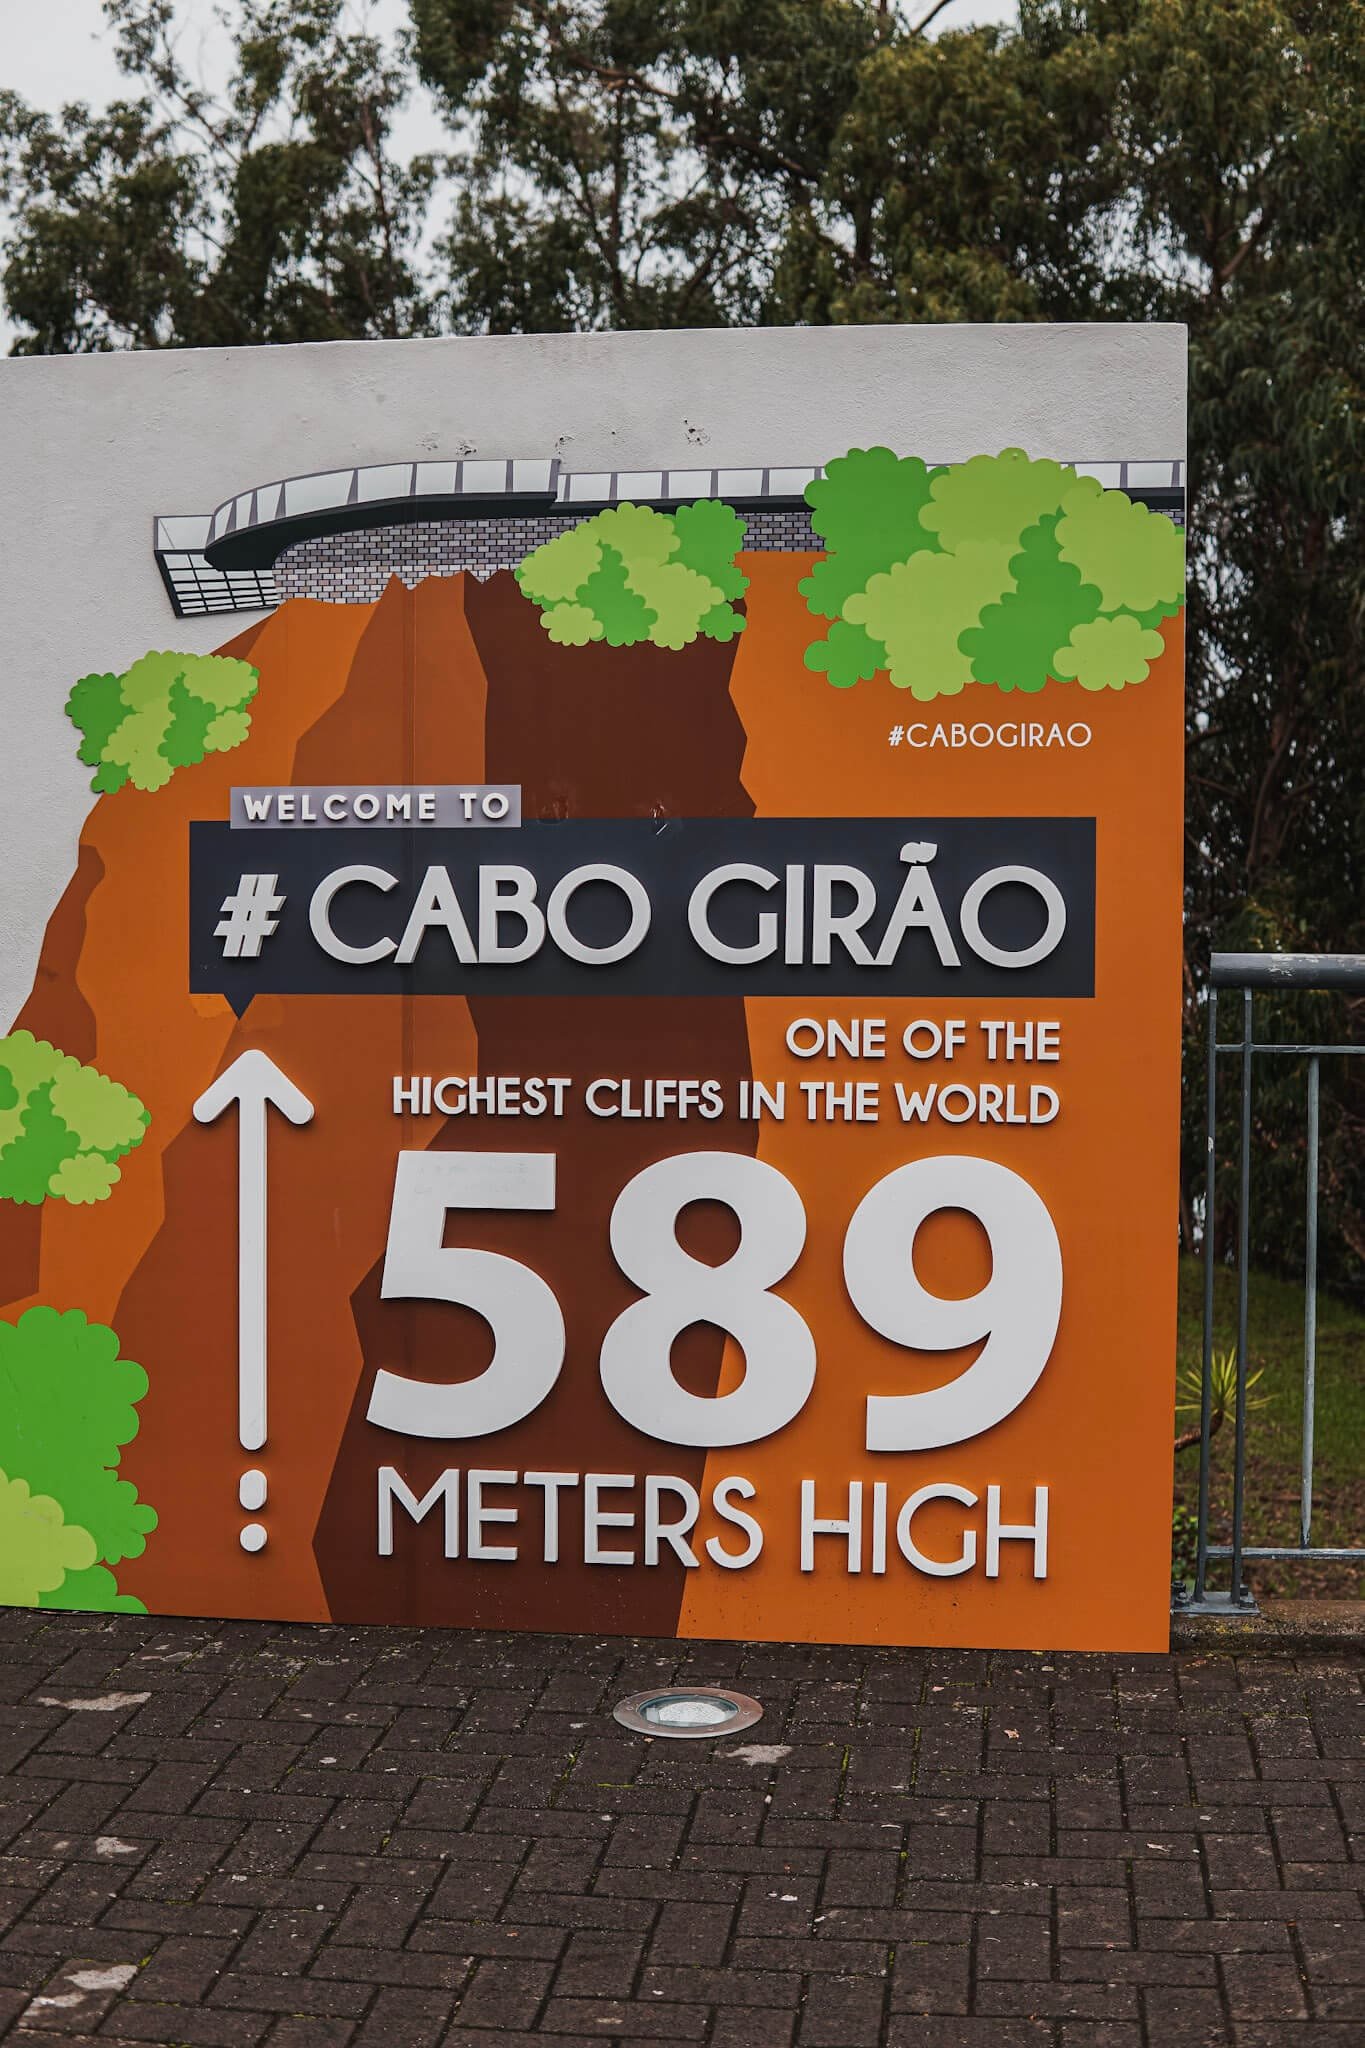 #CABOGIRAO
WELCOME TO
# CABO GIRÃO
ONE OF THE
HIGHEST CLIFFS IN THE WORLD
589
METERS HIGH